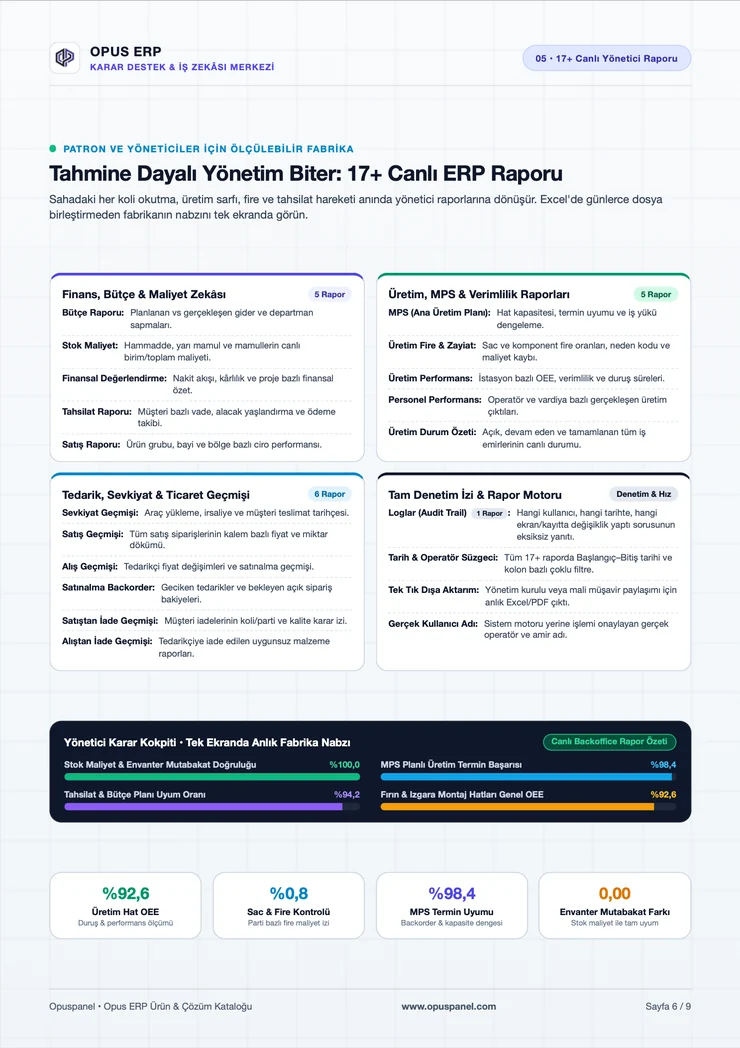 OPUS ERP
KARAR DESTEK & İŞ ZEKÂSI MERKEZİ
05 • 17+ Canlı Yönetici Raporu
PATRON VE YÖNETİCİLER İÇİN ÖLÇÜLEBİLİR FABRİKA
Tahmine Dayalı Yönetim Biter: 17+ Canlı ERP Raporu
Sahadaki her koli okutma, üretim sarfı, fire ve tahsilat hareketi anında yönetici raporlarına dönüşür. Excel'de günlerce dosya
birleştirmeden fabrikanın nabzını tek ekranda görün.
Finans, Bütçe & Maliyet Zekâsı
5 Rapor
Bütçe Raporu: Planlanan vs gerçekleşen gider ve departman
sapmaları.
Stok Maliyet: Hammadde, yarı mamul ve mamullerin canlı
birim/toplam maliyeti.
Finansal Değerlendirme: Nakit akışı, kârlılık ve proje bazlı finansal
özet.
Tahsilat Raporu: Müşteri bazlı vade, alacak yaşlandırma ve ödeme
takibi.
Satış Raporu: Ürün grubu, bayi ve bölge bazlı ciro performansı.
Üretim, MPS & Verimlilik Raporları
5 Rapor
MPS (Ana Üretim Planı): Hat kapasitesi, termin uyumu ve iş yükü
dengeleme.
Üretim Fire & Zayiat: Sac ve komponent fire oranları, neden kodu ve
maliyet kaybı.
Üretim Performans: İstasyon bazlı OEE, verimlilik ve duruş süreleri.
Personel Performans: Operatör ve vardiya bazlı gerçekleşen üretim
çıktıları.
Üretim Durum Özeti: Açık, devam eden ve tamamlanan tüm iş
emirlerinin canlı durumu.
Tedarik, Sevkiyat & Ticaret Geçmişi
6 Rapor
Sevkiyat Geçmişi: Araç yükleme, irsaliye ve müşteri teslimat tarihçesi.
Satış Geçmişi: Tüm satış siparişlerinin kalem bazlı fiyat ve miktar
dökümü.
Alış Geçmişi: Tedarikçi fiyat değişimleri ve satınalma geçmişi.
Satınalma Backorder: Geciken tedarikler ve bekleyen açık sipariş
bakiyeleri.
Satıştan İade Geçmişi: Müşteri iadelerinin koli/parti ve kalite karar izi.
Alıştan İade Geçmişi: Tedarikçiye iade edilen uygunsuz malzeme
raporları.
Tam Denetim İzi & Rapor Motoru
Denetim & Hız
Loglar (Audit Trail) 1 Rapor : Hangi kullanıcı, hangi tarihte, hangi
ekran/kayıtta değişiklik yaptı sorusunun
eksiksiz yanıtı.
Tarih & Operatör Süzgeci: Tüm 17+ raporda Başlangıç–Bitiş tarihi ve
kolon bazlı çoklu filtre.
Tek Tık Dışa Aktarım: Yönetim kurulu veya mali müşavir paylaşımı için
anlık Excel/PDF çıktı.
Gerçek Kullanıcı Adı: Sistem motoru yerine işlemi onaylayan gerçek
operatör ve amir adı.
Yönetici Karar Kokpiti • Tek Ekranda Anlık Fabrika Nabzı
Canlı Backoffice Rapor Özeti
Stok Maliyet & Envanter Mutabakat Doğruluğu %100,0
MPS Planlı Üretim Termin Başarısı %98,4
Tahsilat & Bütçe Planı Uyum Oranı %94,2
Fırın & Izgara Montaj Hatları Genel OEE %92,6
%92,6
Üretim Hat OEE
Duruş & performans ölçümü
%0,8
Sac & Fire Kontrolü
Parti bazlı fire maliyet izi
%98,4
MPS Termin Uyumu
Backorder & kapasite dengesi
0,00
Envanter Mutabakat Farkı
Stok maliyet ile tam uyum
Opuspanel • Opus ERP Ürün & Çözüm Kataloğu
www.opuspanel.com
Sayfa 6 / 9